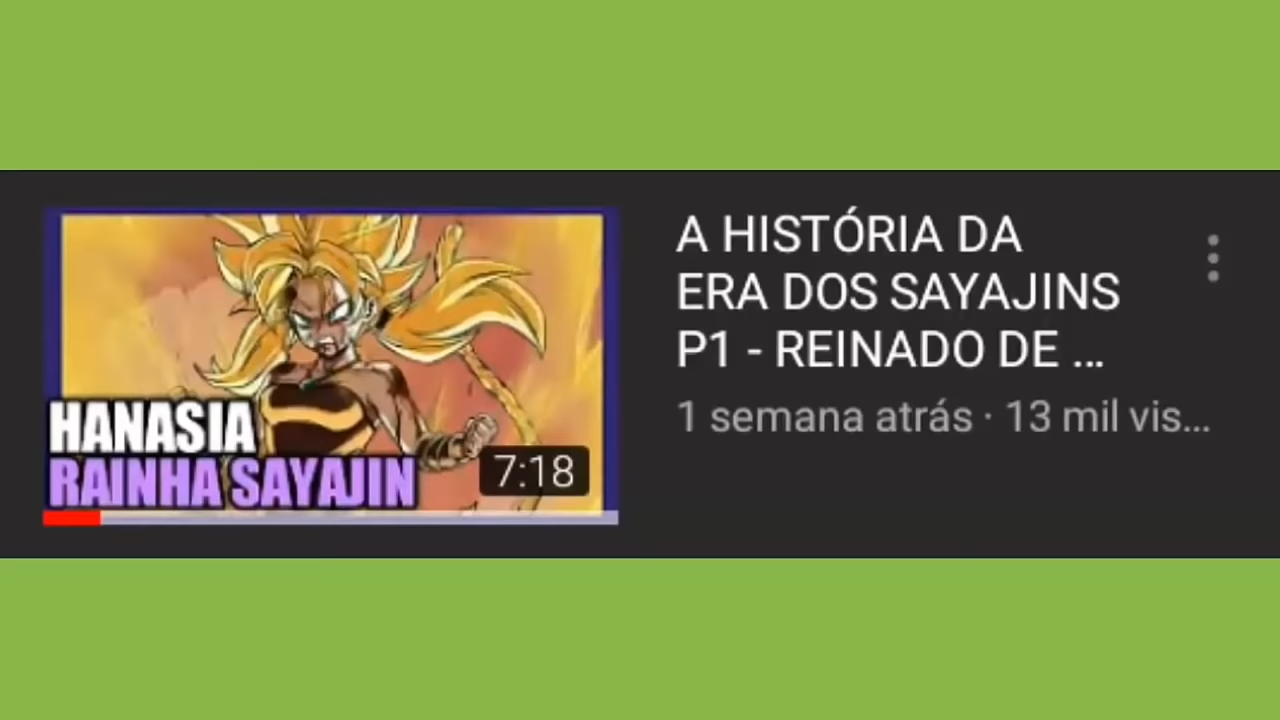 HANASIA
RAINHA SAYAJIN
7:18
A HISTÓRIA DA
ERA DOS SAYAJINS
P1 - REINADO DE ...
1 semana atrás · 13 mil vis...